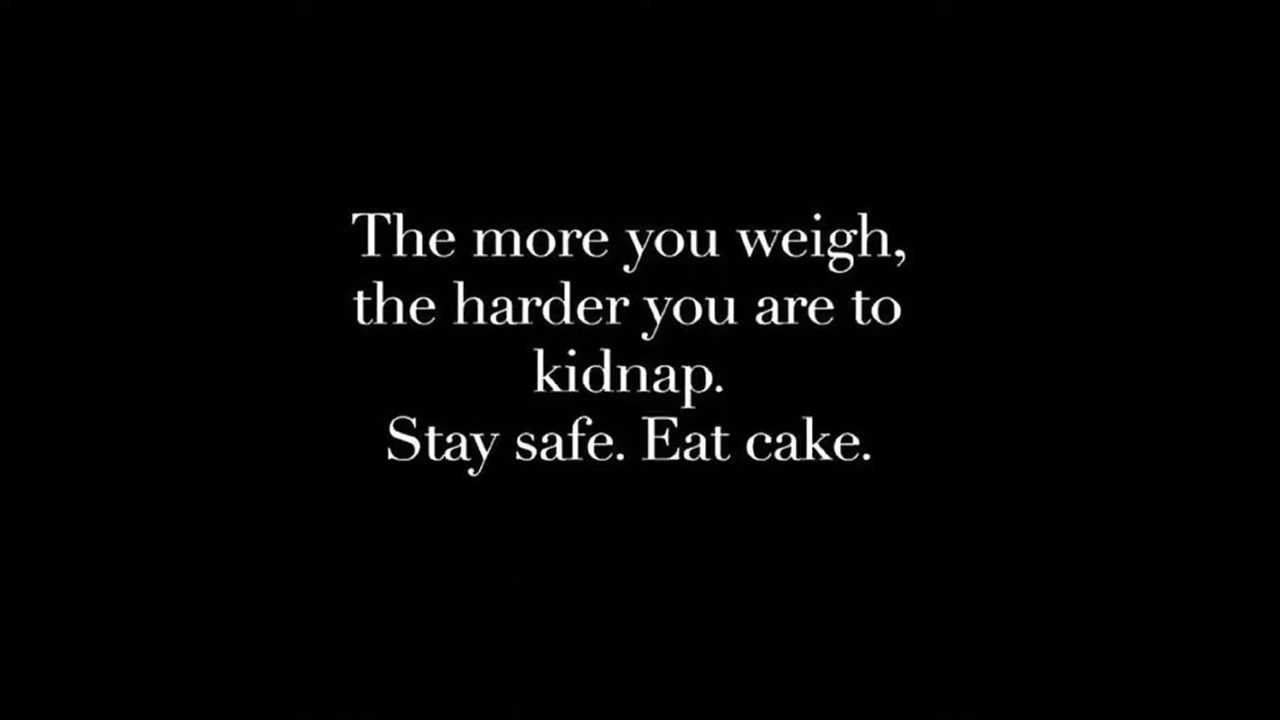 The more you weigh,
the harder you are to
kidnap.
Stay safe. Eat cake.